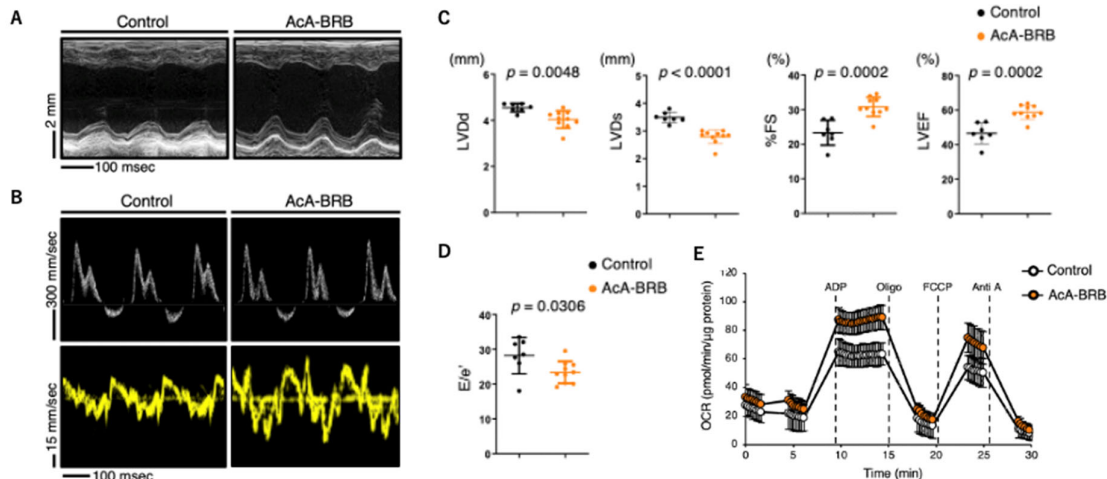 A
Control
AcA-BRB
2 mm
100 msec
B
Control
AcA-BRB
300 mm/sec
15 mm/sec
100 msec
C
Control
AcA-BRB
(mm)
p = 0.0048
6
4
2
0
LVDd
(mm)
p < 0.0001
5
4
3
2
1
0
LVDs
(%)
p = 0.0002
40
30
20
10
0
%FS
(%)
p = 0.0002
80
60
40
20
0
LVEF
D
Control
AcA-BRB
p = 0.0306
40
30
20
10
0
E/e'
E
Control
AcA-BRB
120
100
80
60
40
20
0
OCR (pmol/min/µg protein)
ADP
Oligo
FCCP
Anti A
0 5 10 15 20 25 30
Time (min)